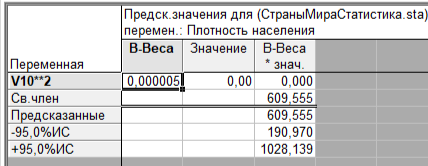 Предск.значения для (СтраныМираСтатистика.sta)
перемен.: Плотность населения
Переменная В-Веса Значение В-Веса * знач.
V10**2 0,000005 0,00 0,000
Св.член 609,555
Предсказанные 609,555
-95,0%ИС 190,970
+95,0%ИС 1028,139